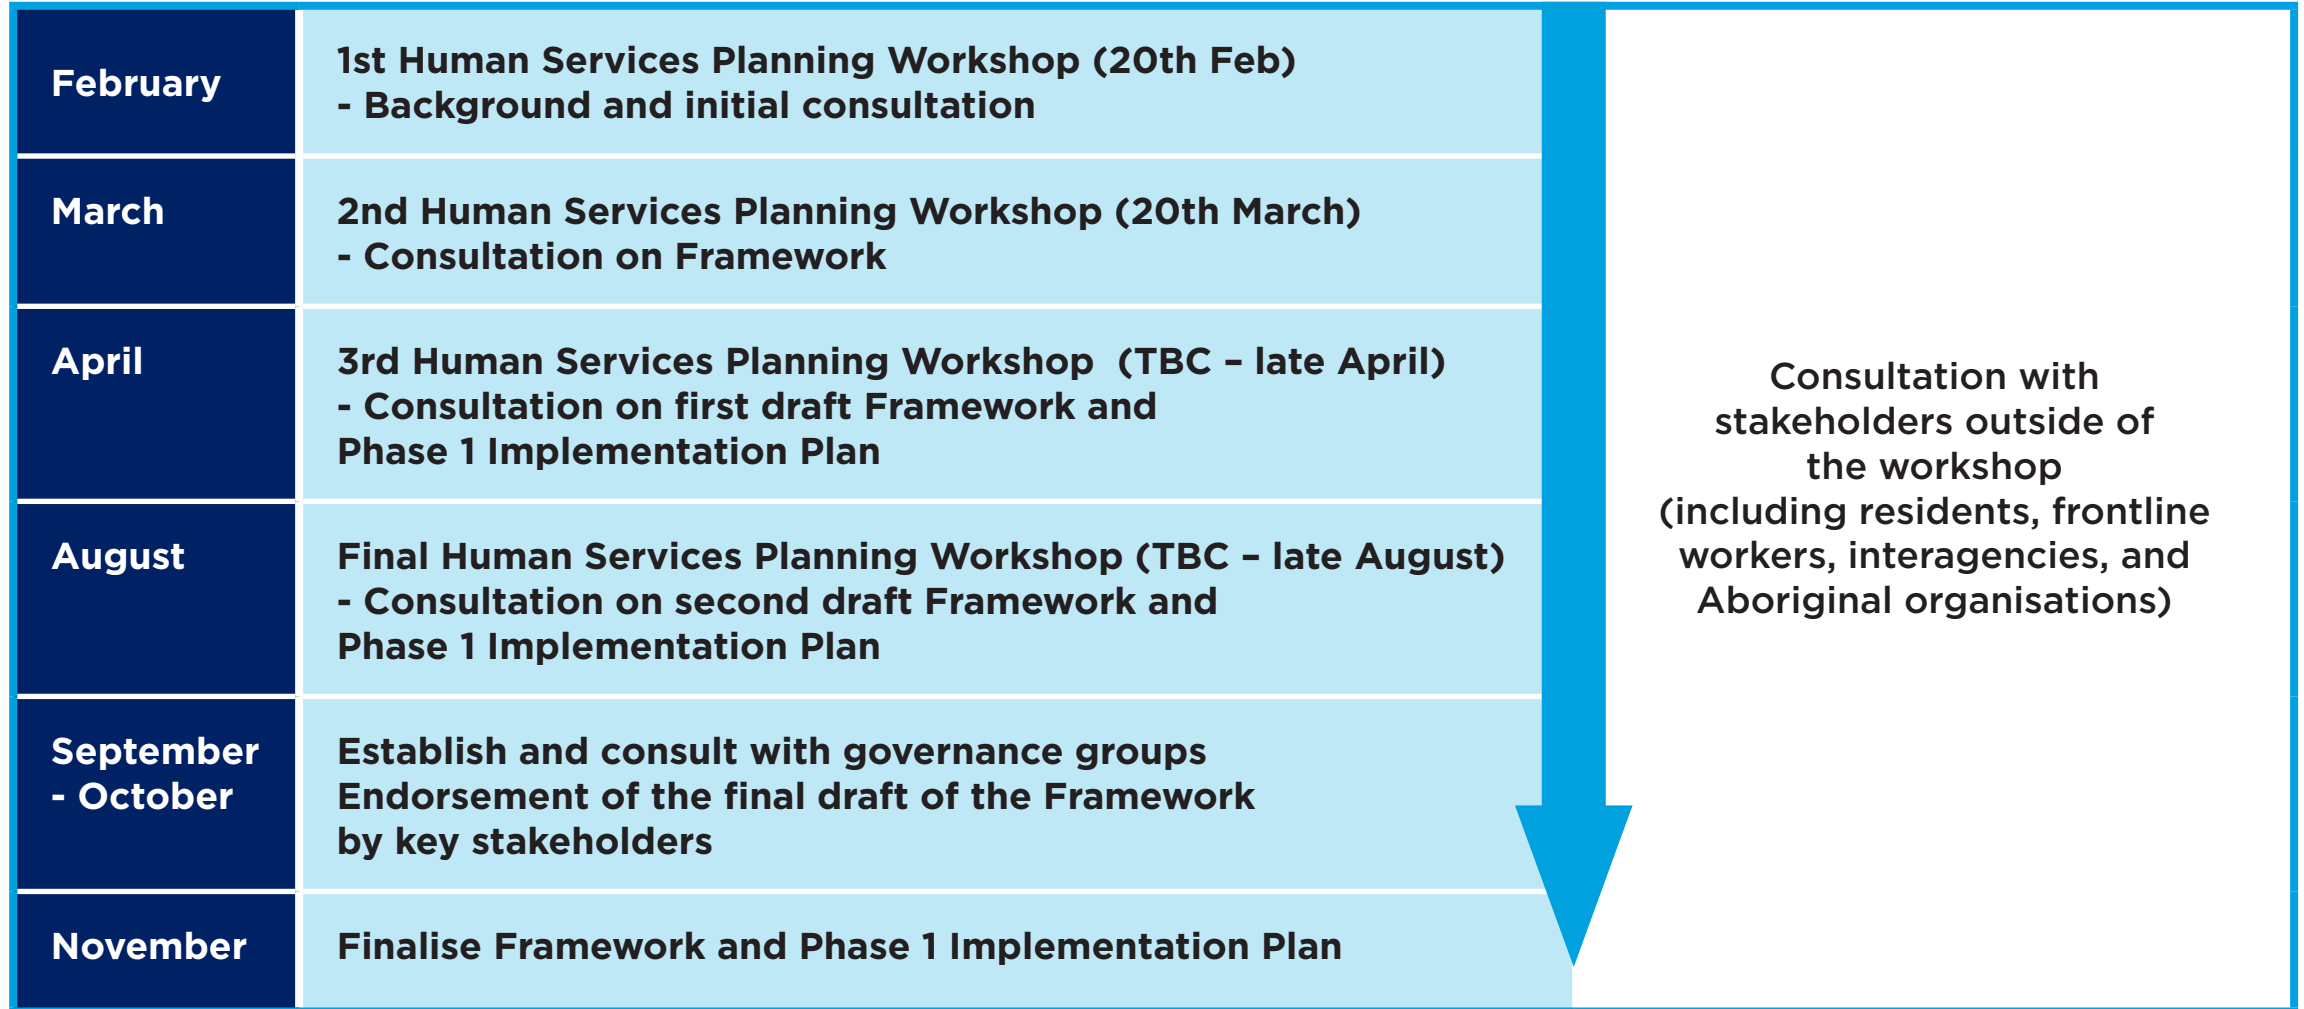 February
1st Human Services Planning Workshop (20th Feb)
- Background and initial consultation
March
2nd Human Services Planning Workshop (20th March)
- Consultation on Framework
April
3rd Human Services Planning Workshop  (TBC – late April)
- Consultation on first draft Framework and
Phase 1 Implementation Plan
August
Final Human Services Planning Workshop (TBC – late August)
- Consultation on second draft Framework and
Phase 1 Implementation Plan
September
- October
Establish and consult with governance groups
Endorsement of the final draft of the Framework
by key stakeholders
November
Finalise Framework and Phase 1 Implementation Plan
Consultation with
stakeholders outside of
the workshop
(including residents, frontline
workers, interagencies, and
Aboriginal organisations)